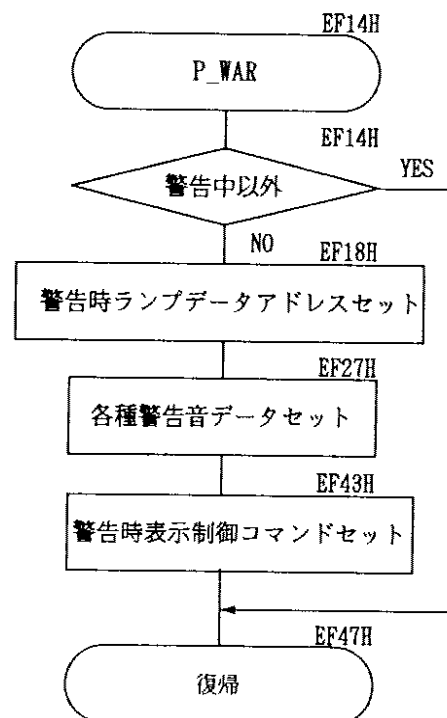 EF14H
P_WAR
EF14H
警告中以外
YES
NO
EF18H
警告時ランプデータアドレスセット
EF27H
各種警告音データセット
EF43H
警告時表示制御コマンドセット
EF47H
復帰